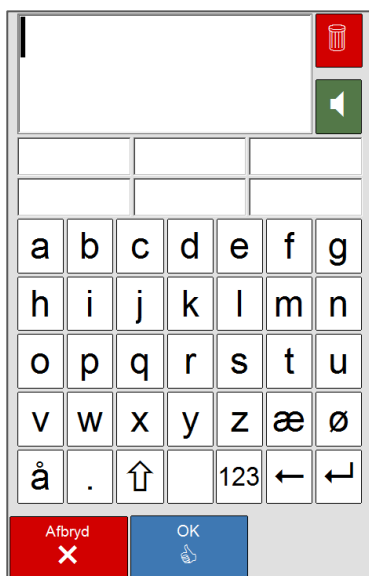 a b c d e f g
h i j k l m n
o p q r s t u
v w x y z æ ø
å . ⇧ 123 ← ↵
Afbryd OK